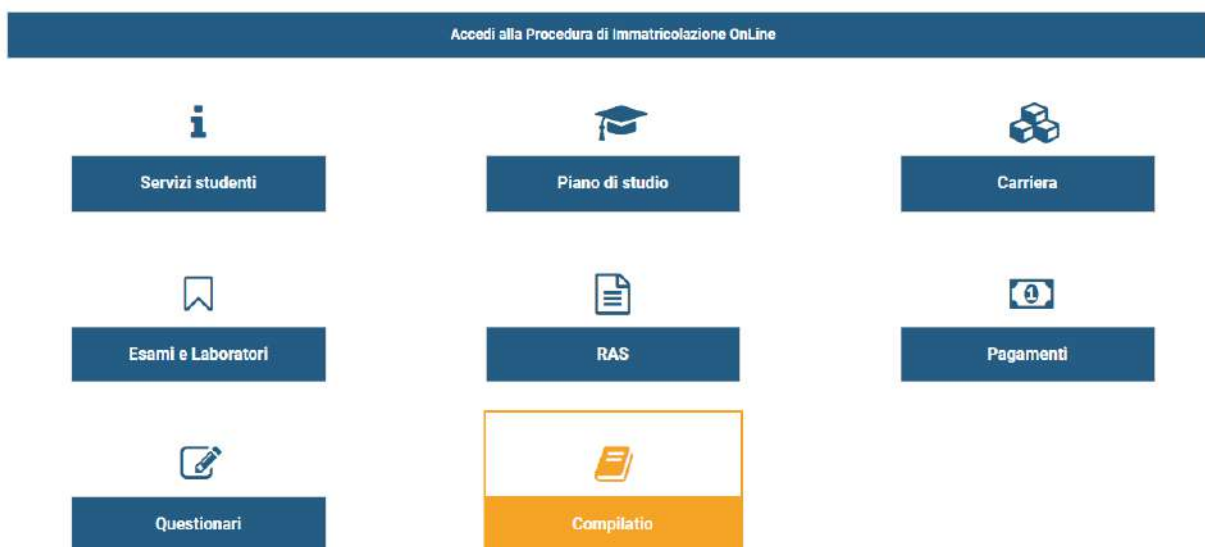 Accedi alla Procedura di Immatricolazione OnLine
Servizi studenti
Piano di studio
Carriera
Esami e Laboratori
RAS
Pagamenti
Questionari
Compilatio